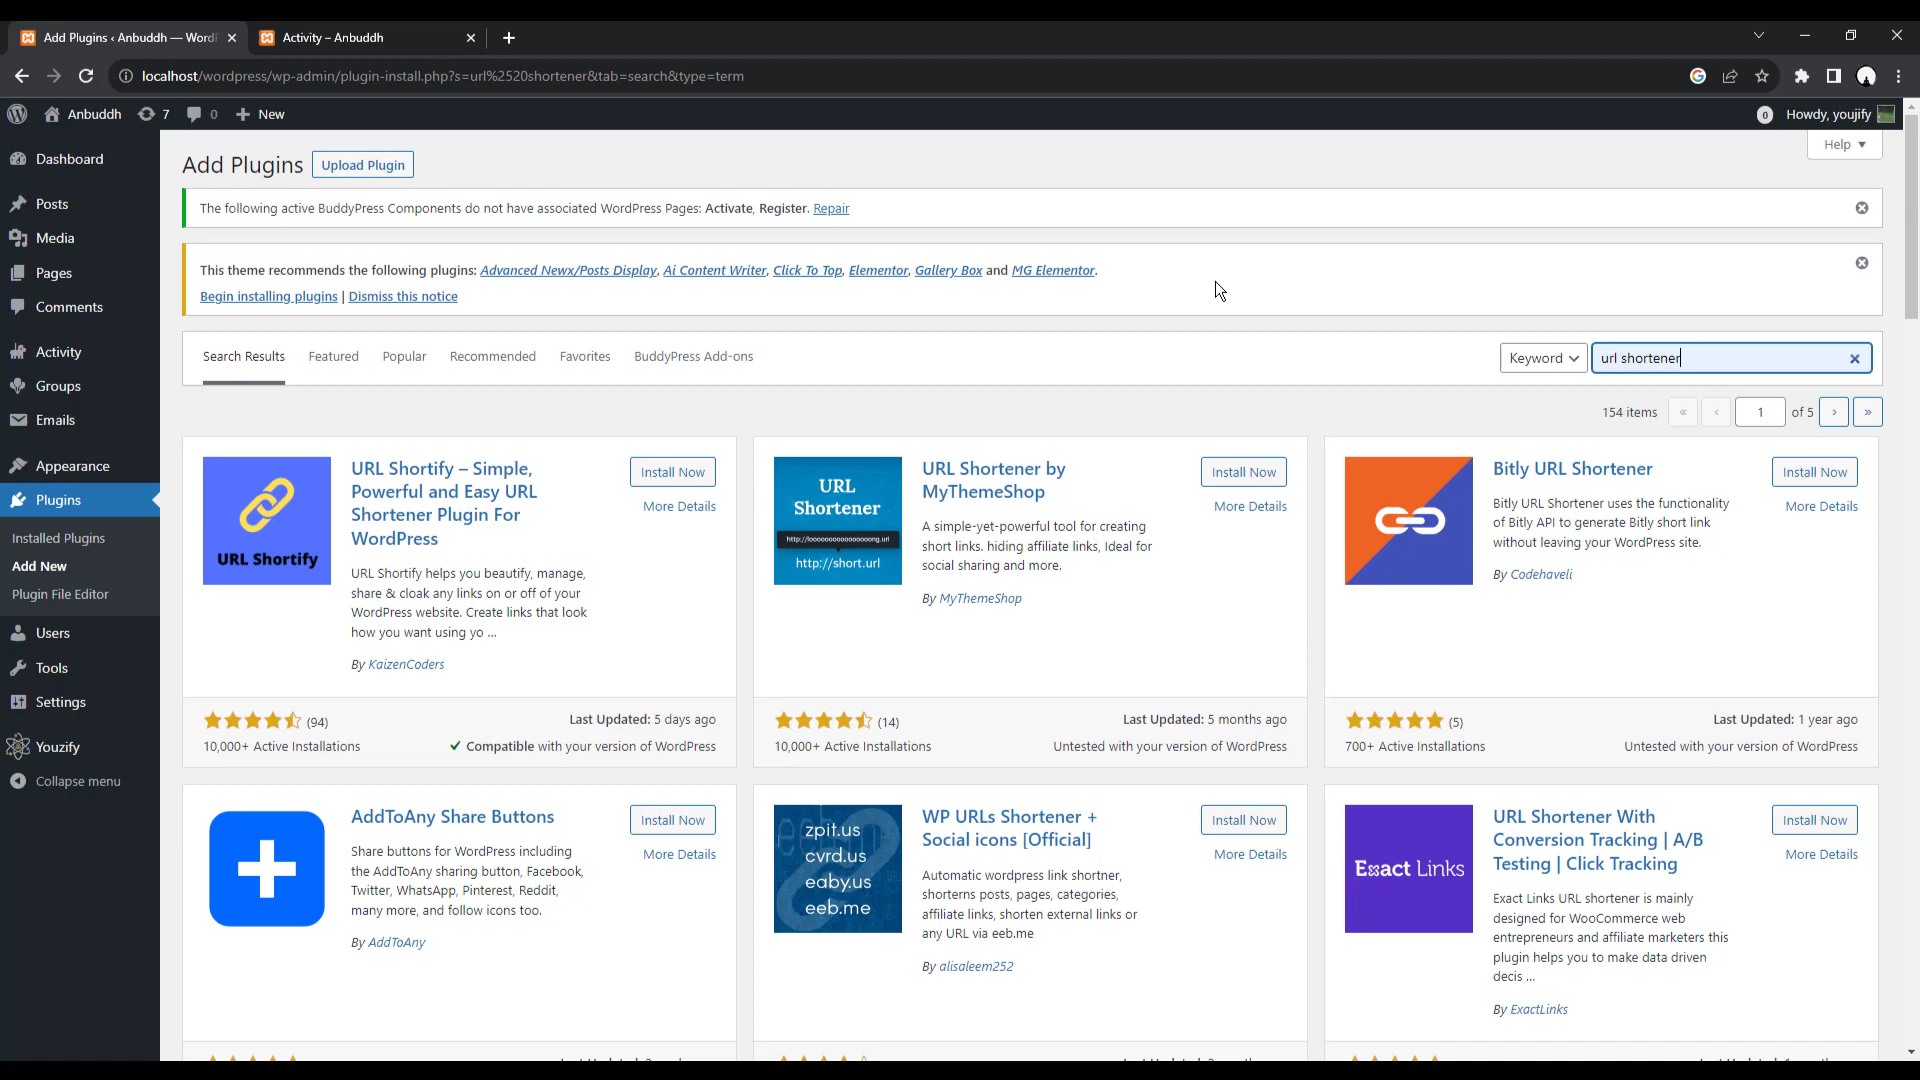 Add Plugins ‹ Anbuddh — WordP
Activity – Anbuddh
localhost/wordpress/wp-admin/plugin-install.php?s=url%2520shortener&tab=search&type=term
Anbuddh
7
0
New
0
Howdy, youjify
Dashboard
Posts
Media
Pages
Comments
Activity
Groups
Emails
Appearance
Plugins
Installed Plugins
Add New
Plugin File Editor
Users
Tools
Settings
Youzify
Collapse menu
Help
Add Plugins
Upload Plugin
The following active BuddyPress Components do not have associated WordPress Pages: Activate, Register. Repair
This theme recommends the following plugins: Advanced Newx/Posts Display, Ai Content Writer, Click To Top, Elementor, Gallery Box and MG Elementor.
Begin installing plugins | Dismiss this notice
Search Results
Featured
Popular
Recommended
Favorites
BuddyPress Add-ons
Keyword
url shortener
154 items
«
‹
1
of 5
›
»
URL Shortify
URL Shortify – Simple,
Powerful and Easy URL
Shortener Plugin For
WordPress
Install Now
More Details
URL Shortify helps you beautify, manage,
share & cloak any links on or off of your
WordPress website. Create links that look
how you want using yo ...
By KaizenCoders
(94)
10,000+ Active Installations
Last Updated: 5 days ago
Compatible with your version of WordPress
URL
Shortener
http://looooooooooooooong.url
http://short.url
URL Shortener by
MyThemeShop
Install Now
More Details
A simple-yet-powerful tool for creating
short links. hiding affiliate links, Ideal for
social sharing and more.
By MyThemeShop
(14)
10,000+ Active Installations
Last Updated: 5 months ago
Untested with your version of WordPress
Bitly URL Shortener
Install Now
More Details
Bitly URL Shortener uses the functionality
of Bitly API to generate Bitly short link
without leaving your WordPress site.
By Codehaveli
(5)
700+ Active Installations
Last Updated: 1 year ago
Untested with your version of WordPress
AddToAny Share Buttons
Install Now
More Details
Share buttons for WordPress including
the AddToAny sharing button, Facebook,
Twitter, WhatsApp, Pinterest, Reddit,
many more, and follow icons too.
By AddToAny
zpit.us
cvrd.us
eaby.us
eeb.me
WP URLs Shortener +
Social icons [Official]
Install Now
More Details
Automatic wordpress link shortner,
shorterns posts, pages, categories,
affiliate links, shorten external links or
any URL via eeb.me
By alisaleem252
Exact Links
URL Shortener With
Conversion Tracking | A/B
Testing | Click Tracking
Install Now
More Details
Exact Links URL shortener is mainly
designed for WooCommerce web
entrepreneurs and affiliate marketers this
plugin helps you to make data driven
decis ...
By ExactLinks